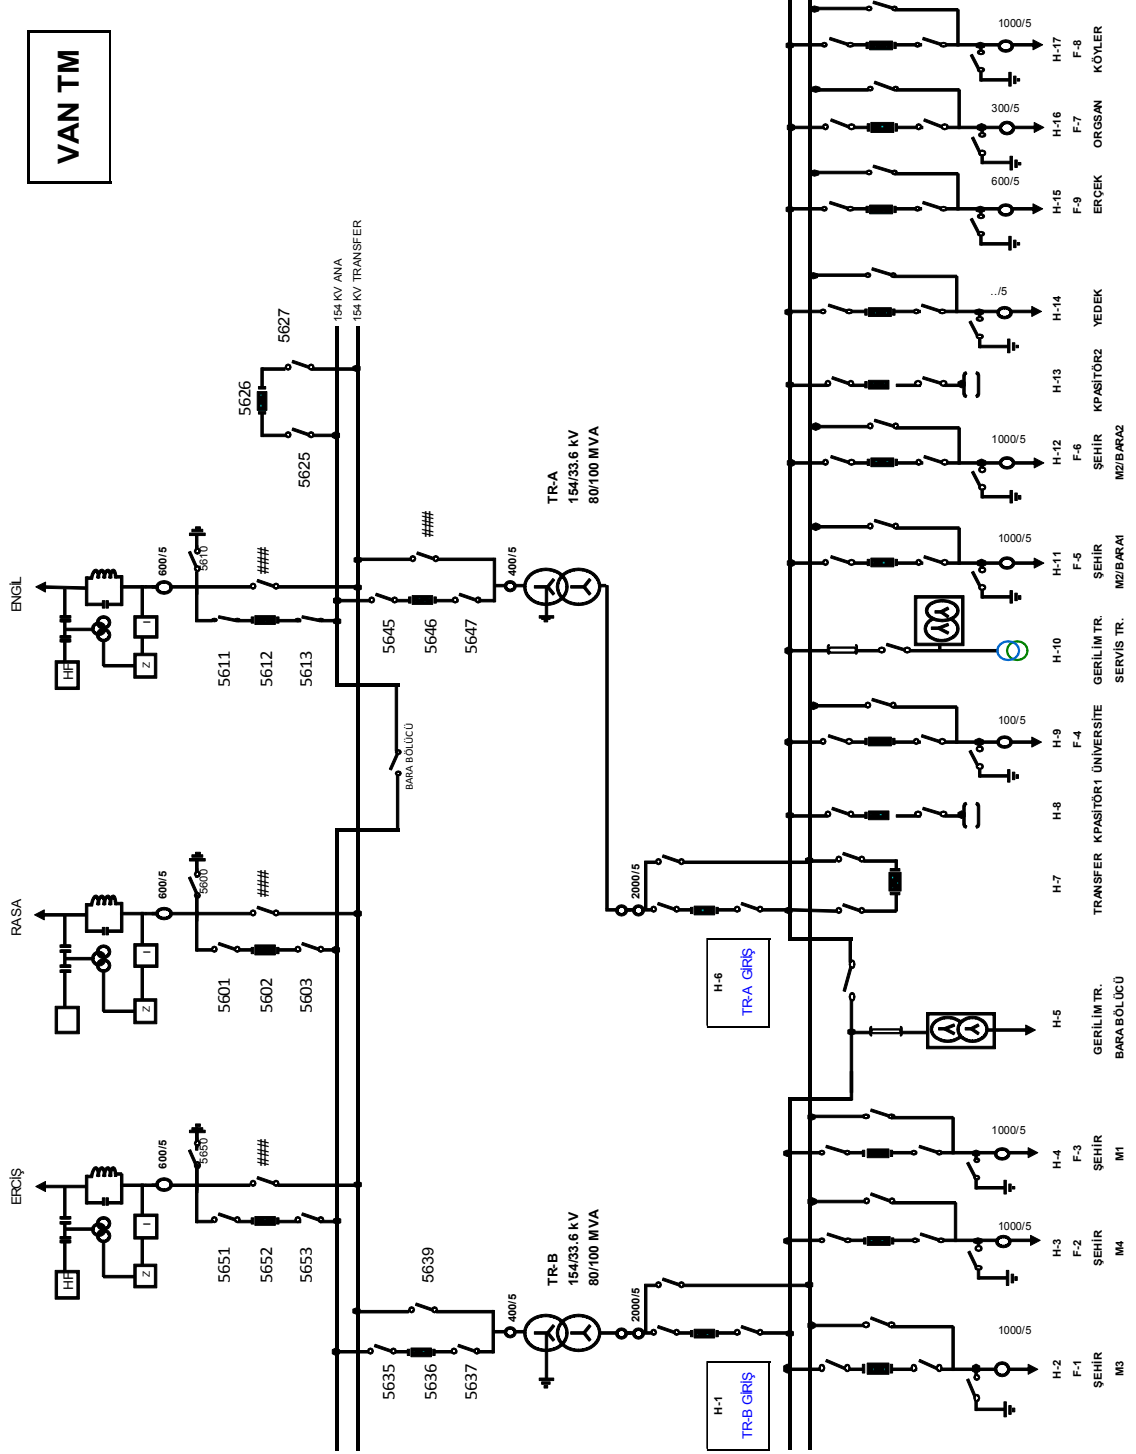 VAN TM
ENGİL
RASA
ERCİŞ
HF
HF
I
Z
I
Z
I
Z
600/5
600/5
600/5
5610
5600
5650
####
####
####
5611
5612
5613
5601
5602
5603
5651
5652
5653
5625
5626
5627
154 KV ANA
154 KV TRANSFER
BARA BÖLÜCÜ
5645
5646
5647
####
400/5
TR-A
154/33.6 kV
80/100 MVA
5635
5636
5637
5639
400/5
TR-B
154/33.6 kV
80/100 MVA
2000/5
2000/5
H-6
TR-A GİRİŞ
H-1
TR-B GİRİŞ
1000/5
H-17
F-8
KÖYLER
300/5
H-16
F-7
ORGSAN
600/5
H-15
F-9
ERÇEK
../5
H-14
YEDEK
H-13
KPASİTÖR2
1000/5
H-12
F-6
ŞEHİR
M2/BARA2
1000/5
H-11
F-5
ŞEHİR
M2/BARA1
H-10
GERİLİM TR.
SERVİS TR.
100/5
H-9
F-4
ÜNİVERSİTE
H-8
KPASİTÖR1
H-7
TRANSFER
H-5
GERİLİM TR.
BARA BÖLÜCÜ
1000/5
H-4
F-3
ŞEHİR
M1
1000/5
H-3
F-2
ŞEHİR
M4
1000/5
H-2
F-1
ŞEHİR
M3